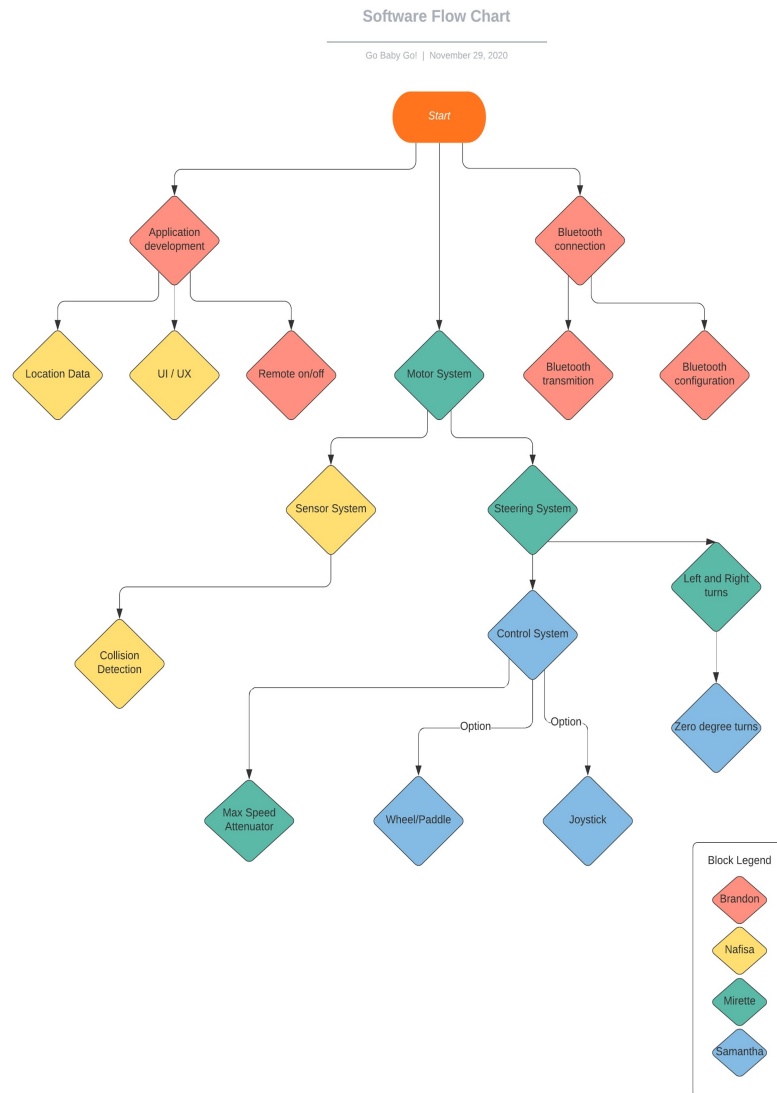 Software Flow Chart
Go Baby Go! | November 29, 2020
Start
Application
development
Bluetooth
connection
Location Data
UI / UX
Remote on/off
Motor System
Bluetooth
transmition
Bluetooth
configuration
Sensor System
Steering System
Left and Right
turns
Collision
Detection
Control System
Option
Option
Zero degree turns
Max Speed
Attenuator
Wheel/Paddle
Joystick
Block Legend
Brandon
Nafisa
Mirette
Samantha